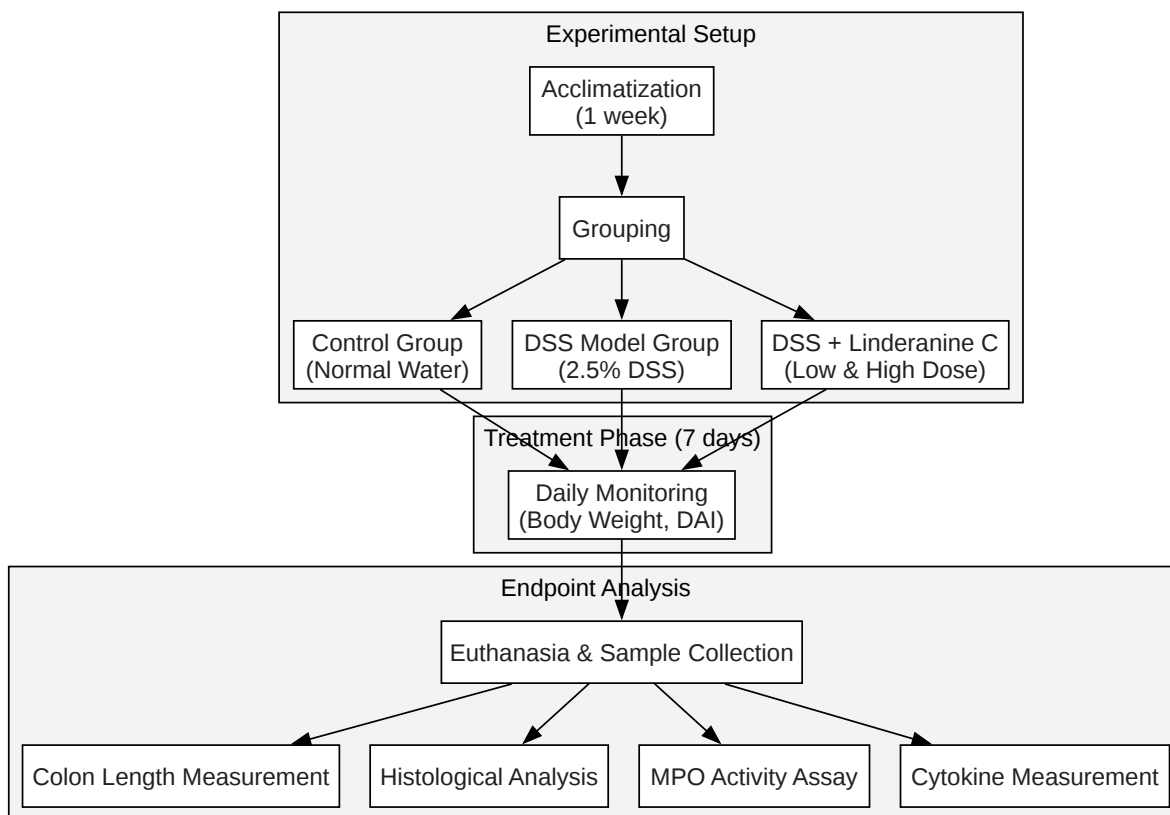 Experimental Setup
Acclimatization
(1 week)
Grouping
Control Group
(Normal Water)
DSS Model Group
(2.5% DSS)
DSS + Linderanine C
(Low & High Dose)
Treatment Phase (7 days)
Daily Monitoring
(Body Weight, DAI)
Endpoint Analysis
Euthanasia & Sample Collection
Colon Length Measurement
Histological Analysis
MPO Activity Assay
Cytokine Measurement